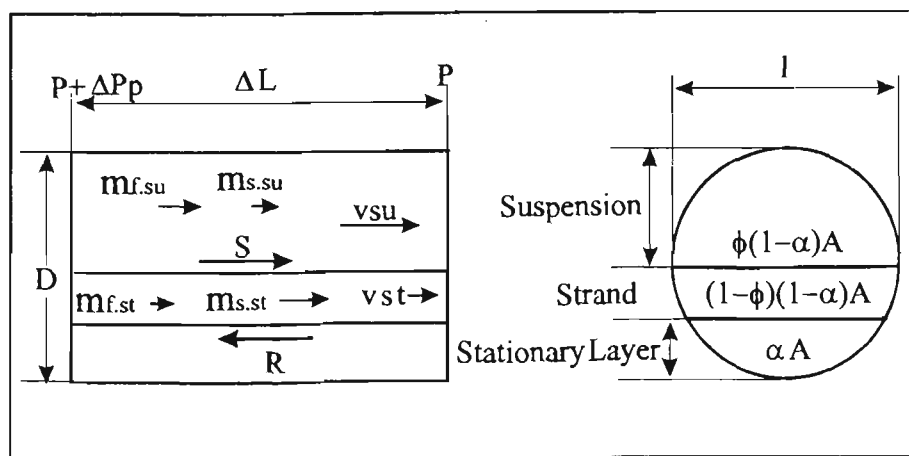 P+ΔPp
ΔL
P
l
D
mf.su
ms.su
vsu
S
mf.st
ms.st
vst
R
Suspension
ϕ(1−α)A
Strand
(1−ϕ)(1−α)A
Stationary Layer
αA